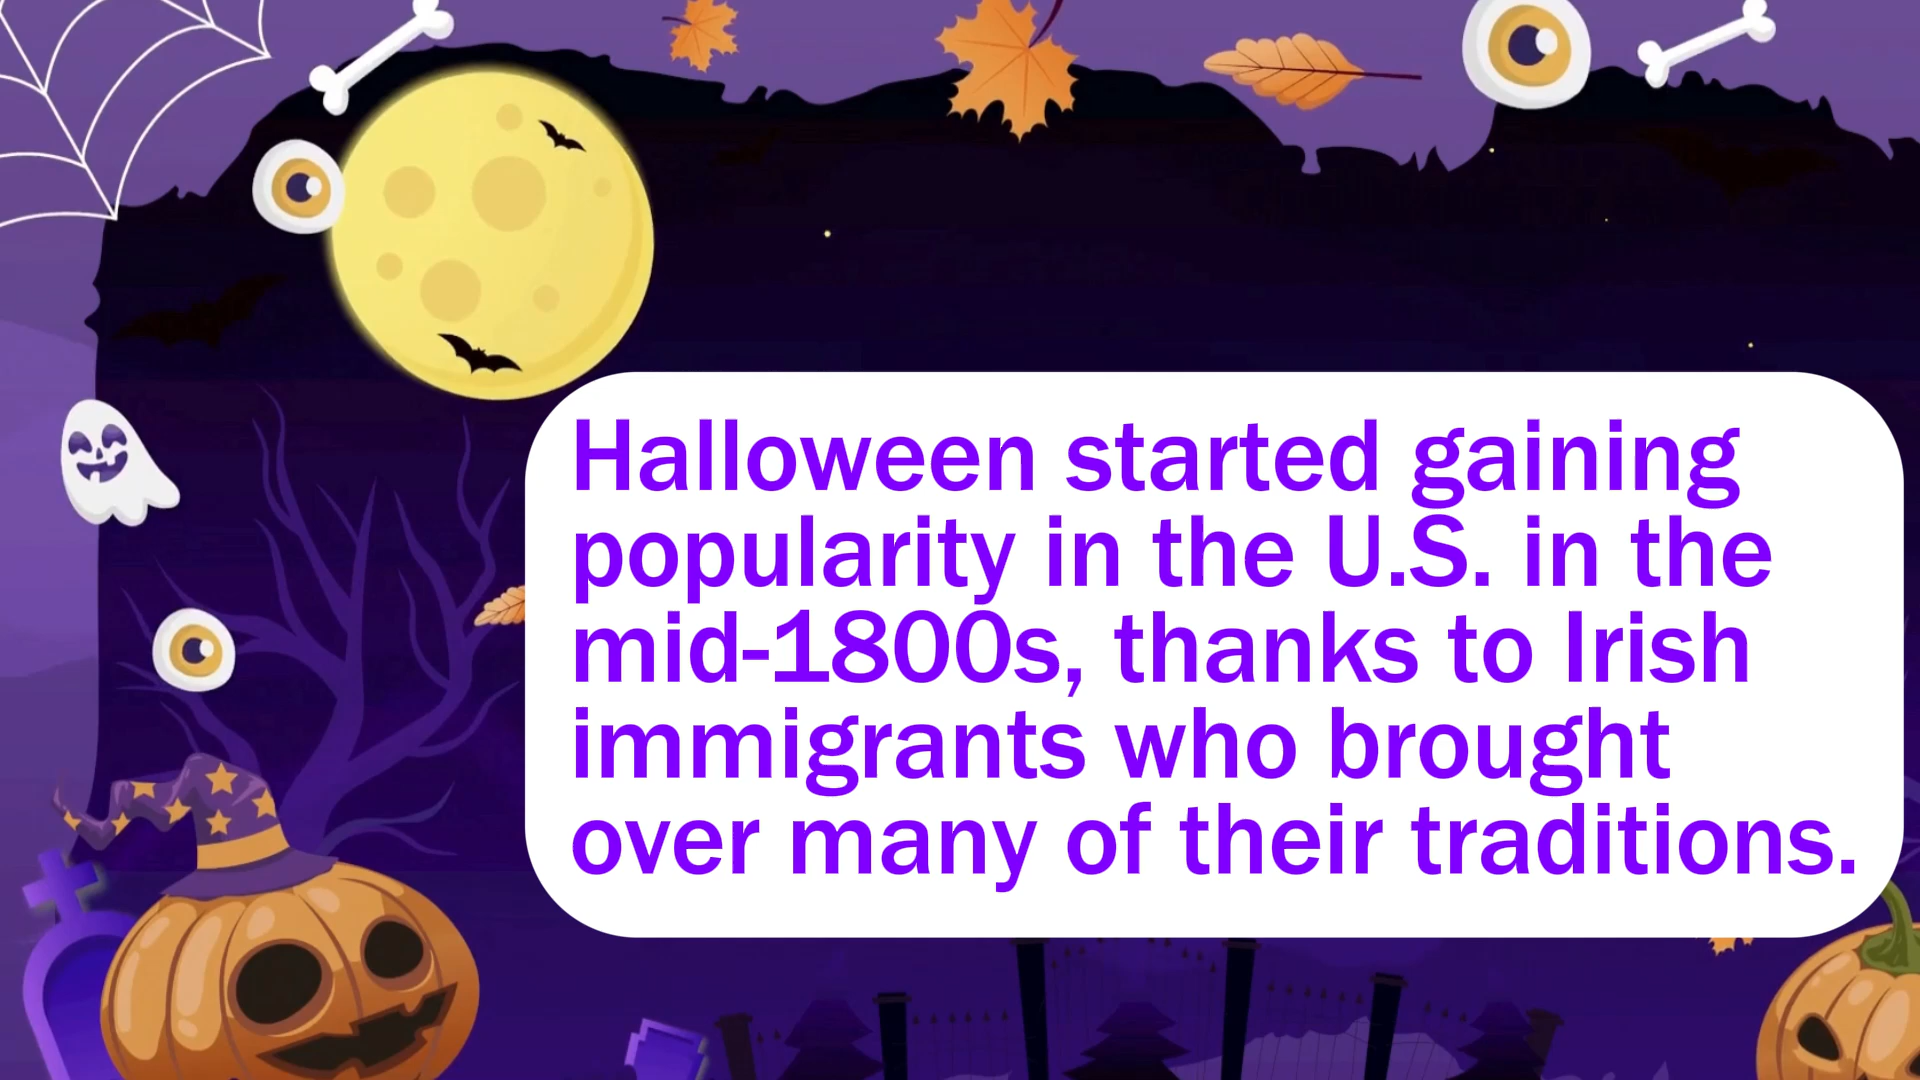 Halloween started gaining
popularity in the U.S. in the
mid-1800s, thanks to Irish
immigrants who brought
over many of their traditions.